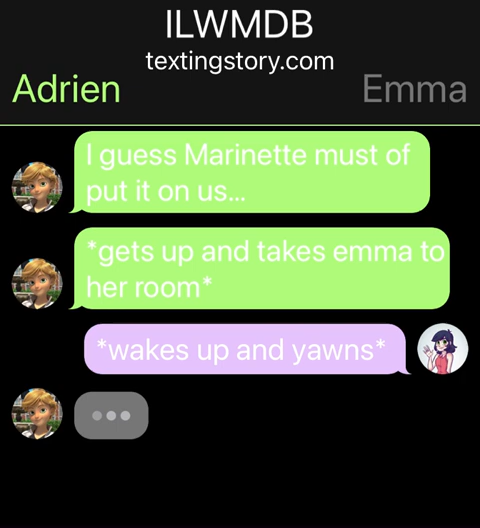 ILWMDB
textingstory.com
Adrien Emma
I guess Marinette must of
put it on us...
*gets up and takes emma to
her room*
*wakes up and yawns*